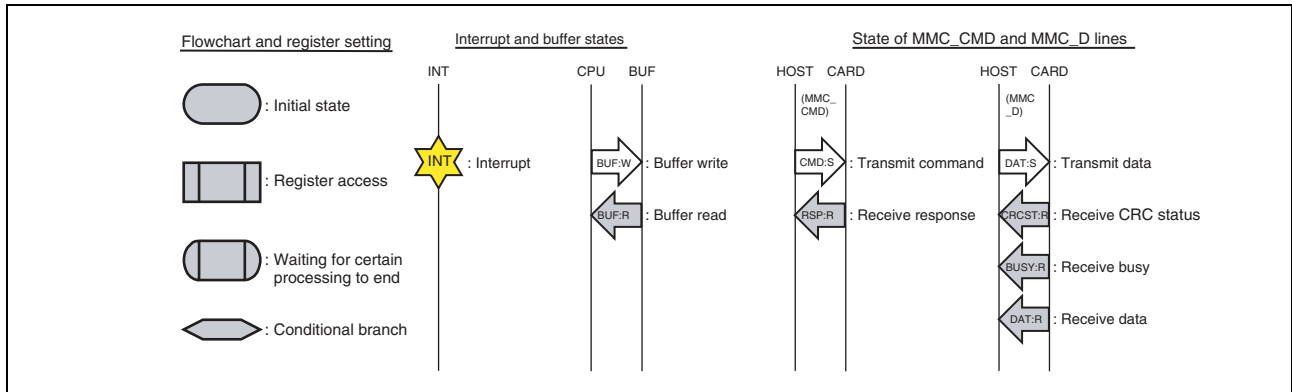 Flowchart and register setting
: Initial state
: Register access
: Waiting for certain
processing to end
: Conditional branch
Interrupt and buffer states
INT
CPU BUF
INT
: Interrupt
BUF:W
: Buffer write
BUF:R
: Buffer read
State of MMC_CMD and MMC_D lines
HOST CARD
(MMC_
CMD)
CMD:S
: Transmit command
RSP:R
: Receive response
HOST CARD
(MMC
_D)
DAT:S
: Transmit data
CRCST:R
: Receive CRC status
BUSY:R
: Receive busy
DAT:R
: Receive data